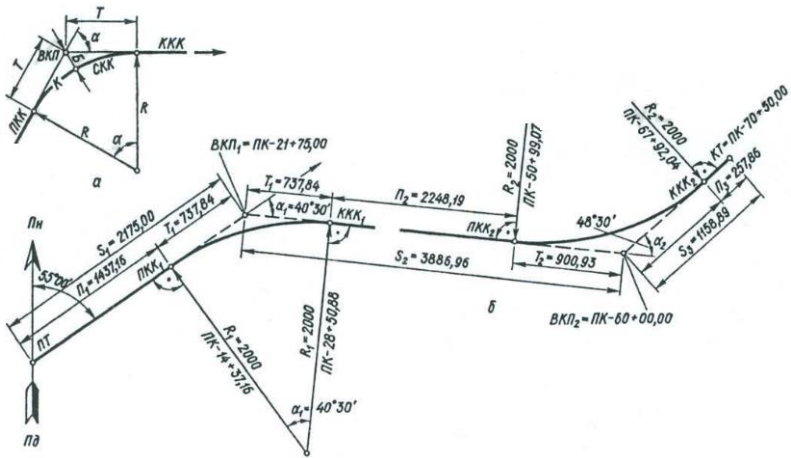 T
α
ВКП
ККК
Б
СКК
К
T
ПКК
R
R
α
а
ВКП₁=ПК-21+75,00
T₁=737,84
П₂=2248,19
R₂=2000
ПК-50+99,07
R₂=2000
ПК-67+92,04
КТ=ПК-70+50,00
ККК₂
П₃=257,86
S₃=1158,89
48°30′
α₂
ПКК₂
T₂=900,93
S₂=3886,96
б
ВКП₂=ПК-60+00,00
α₁=40°30′
ККК₁
S₁=2175,00
T₁=737,84
П₁=1437,16
ПКК₁
Пн
55°00′
ПТ
R₁=2000
ПК-14+37,16
R₁=2000
ПК-28+50,88
α₁=40°30′
Пд